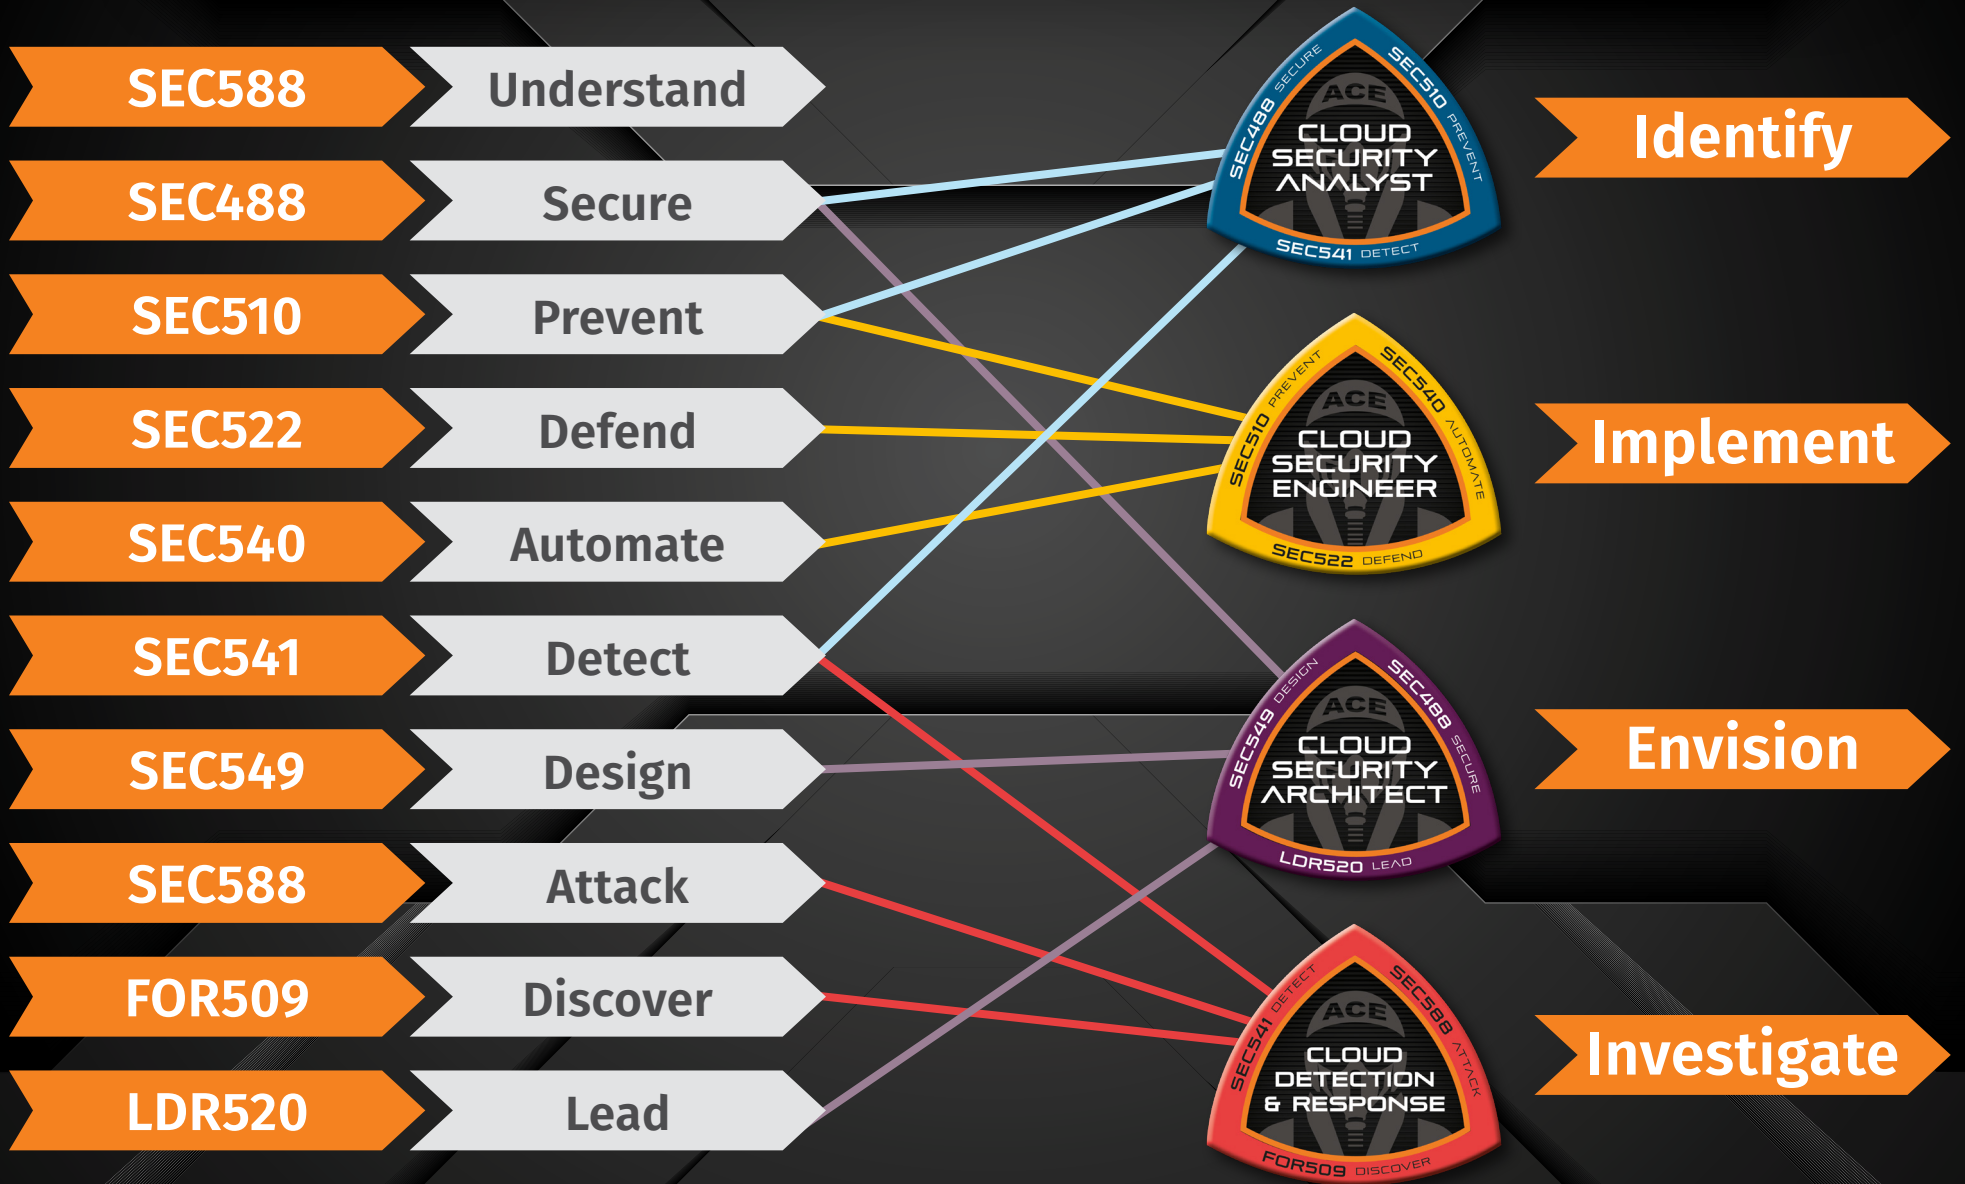 SEC588
Understand
SEC488
Secure
SEC510
Prevent
SEC522
Defend
SEC540
Automate
SEC541
Detect
SEC549
Design
SEC588
Attack
FOR509
Discover
LDR520
Lead
SEC488 SECURE
SEC510 PREVENT
ACE
CLOUD
SECURITY
ANALYST
SEC541 DETECT
Identify
SEC510 PREVENT
SEC540 AUTOMATE
ACE
CLOUD
SECURITY
ENGINEER
SEC522 DEFEND
Implement
SEC549 DESIGN
SEC488 SECURE
ACE
CLOUD
SECURITY
ARCHITECT
LDR520 LEAD
Envision
SEC541 DETECT
SEC588 ATTACK
ACE
CLOUD
DETECTION
& RESPONSE
FOR509 DISCOVER
Investigate